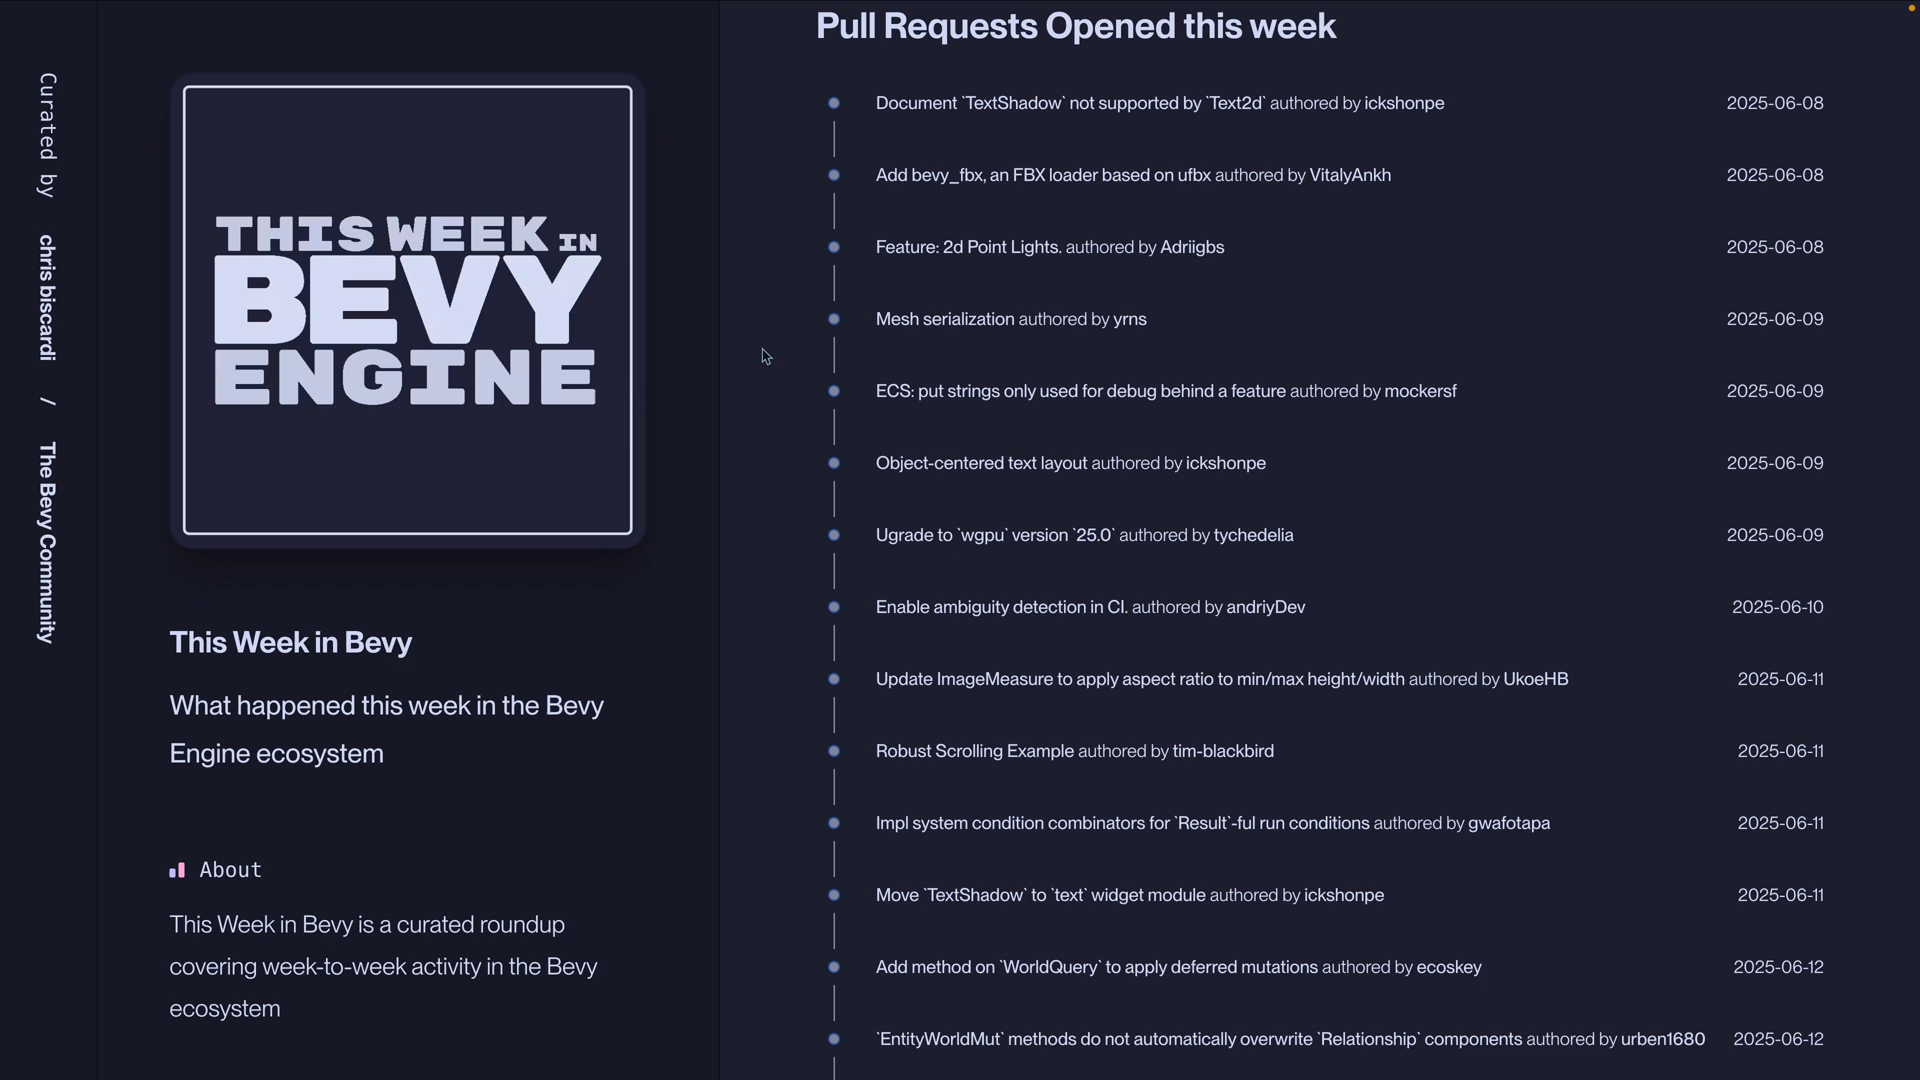 Curated by chris biscardi / The Bevy Community
THIS WEEK IN
BEVY
ENGINE
This Week in Bevy
What happened this week in the Bevy
Engine ecosystem
About
This Week in Bevy is a curated roundup
covering week-to-week activity in the Bevy
ecosystem
Pull Requests Opened this week
Document `TextShadow` not supported by `Text2d` authored by ickshonpe 2025-06-08
Add bevy_fbx, an FBX loader based on ufbx authored by VitalyAnkh 2025-06-08
Feature: 2d Point Lights. authored by Adriigbs 2025-06-08
Mesh serialization authored by yrns 2025-06-09
ECS: put strings only used for debug behind a feature authored by mockersf 2025-06-09
Object-centered text layout authored by ickshonpe 2025-06-09
Ugrade to `wgpu` version `25.0` authored by tychedelia 2025-06-09
Enable ambiguity detection in CI. authored by andriyDev 2025-06-10
Update ImageMeasure to apply aspect ratio to min/max height/width authored by UkoeHB 2025-06-11
Robust Scrolling Example authored by tim-blackbird 2025-06-11
Impl system condition combinators for `Result`-ful run conditions authored by gwafotapa 2025-06-11
Move `TextShadow` to `text` widget module authored by ickshonpe 2025-06-11
Add method on `WorldQuery` to apply deferred mutations authored by ecoskey 2025-06-12
`EntityWorldMut` methods do not automatically overwrite `Relationship` components authored by urben1680 2025-06-12